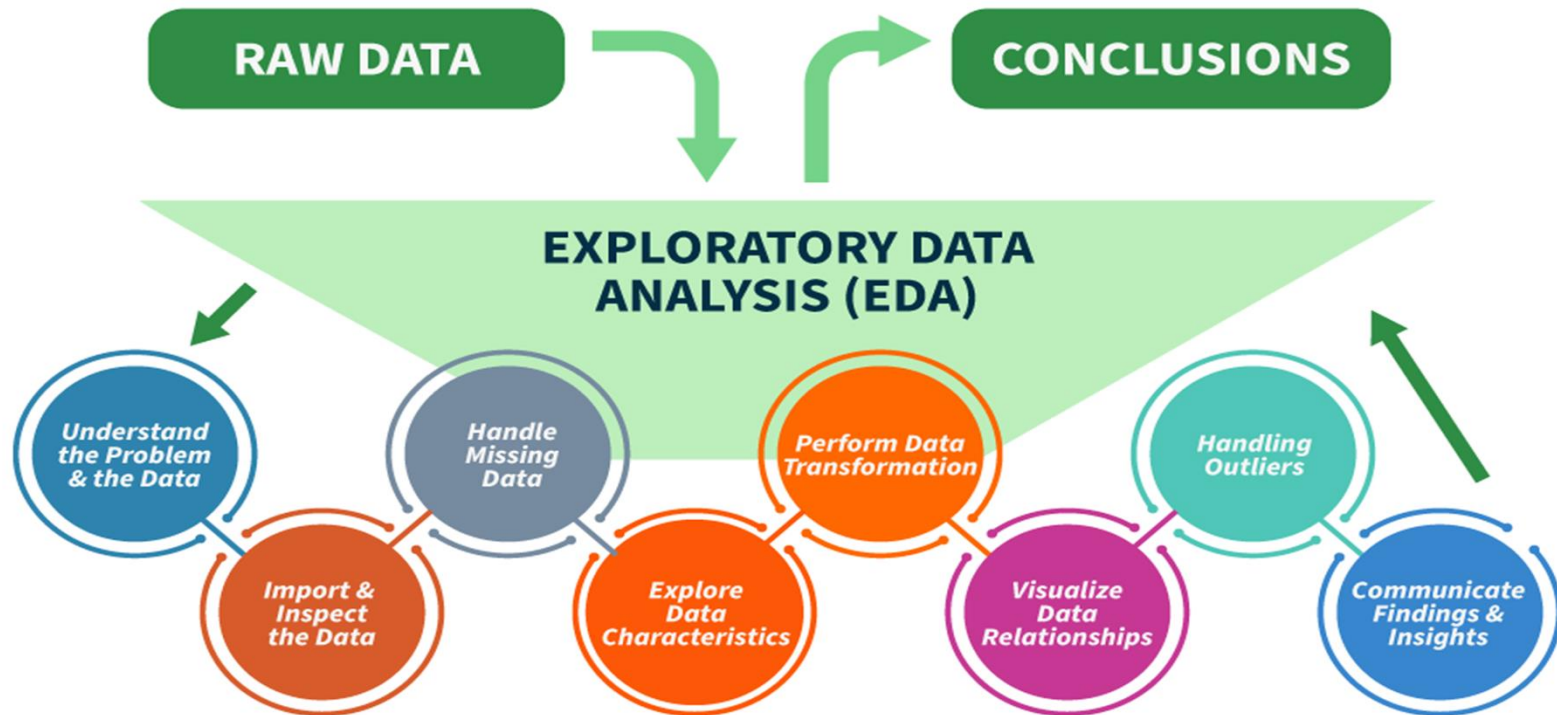 RAW DATA
CONCLUSIONS
EXPLORATORY DATA
ANALYSIS (EDA)
Understand
the Problem
& the Data
Import &
Inspect
the Data
Handle
Missing
Data
Explore
Data
Characteristics
Perform Data
Transformation
Visualize
Data
Relationships
Handling
Outliers
Communicate
Findings &
Insights